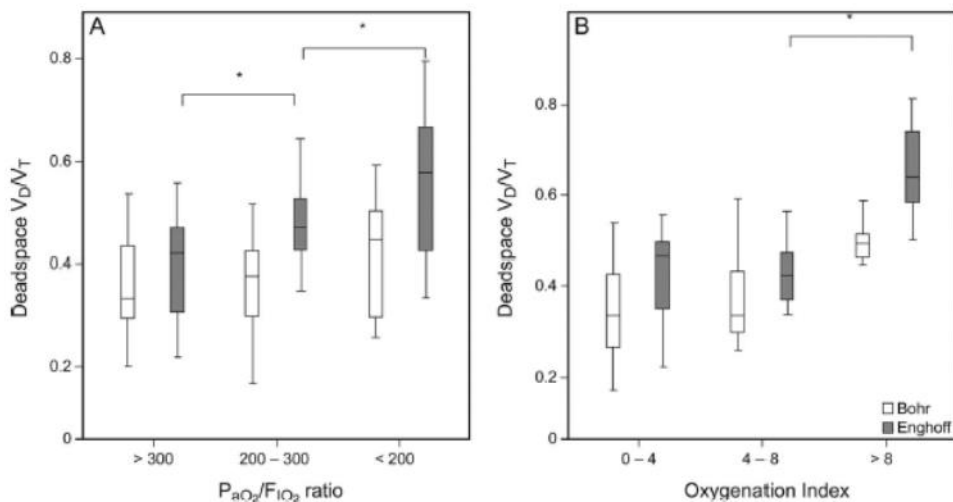 A
*
*
0.8
0.6
0.4
0.2
0
Deadspace V_D/V_T
> 300
200 – 300
< 200
P_aO₂/F_IO₂ ratio
B
*
0.8
0.6
0.4
0.2
0
Deadspace V_D/V_T
0 – 4
4 – 8
> 8
Oxygenation Index
Bohr
Enghoff